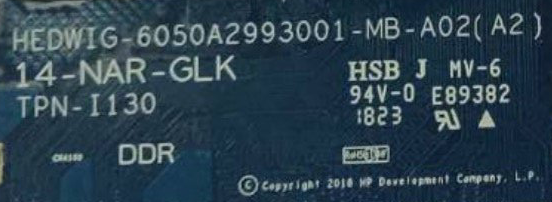 HEDWIG-6050A2993001-MB-A02(A2)
14-NAR-GLK
TPN-I130
HSB J MV-6
94V-0 E89382
1823
DDR
©Copyright 2018 HP Development Company, L.P.